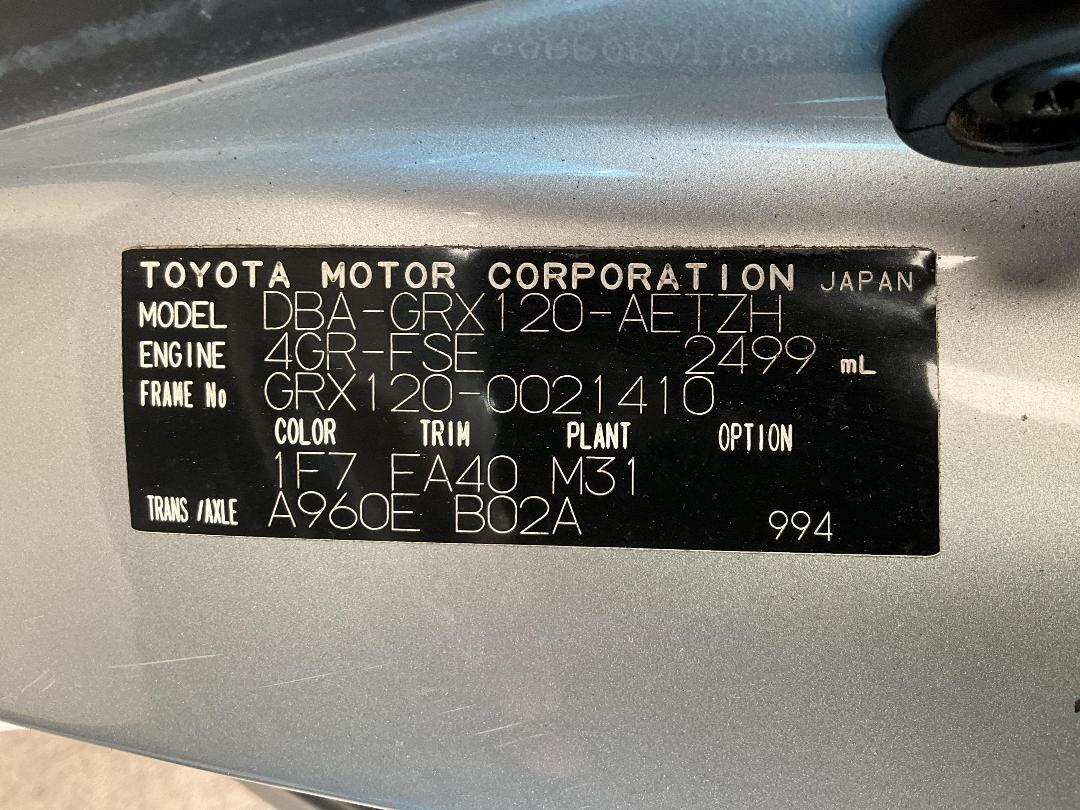 TOYOTA MOTOR CORPORATION JAPAN
MODEL DBA-GRX120-AETZH
ENGINE 4GR-FSE 2499 mL
FRAME No GRX120-0021410
COLOR TRIM PLANT OPTION
1F7 FA40 M31
TRANS/AXLE A960E B02A 994